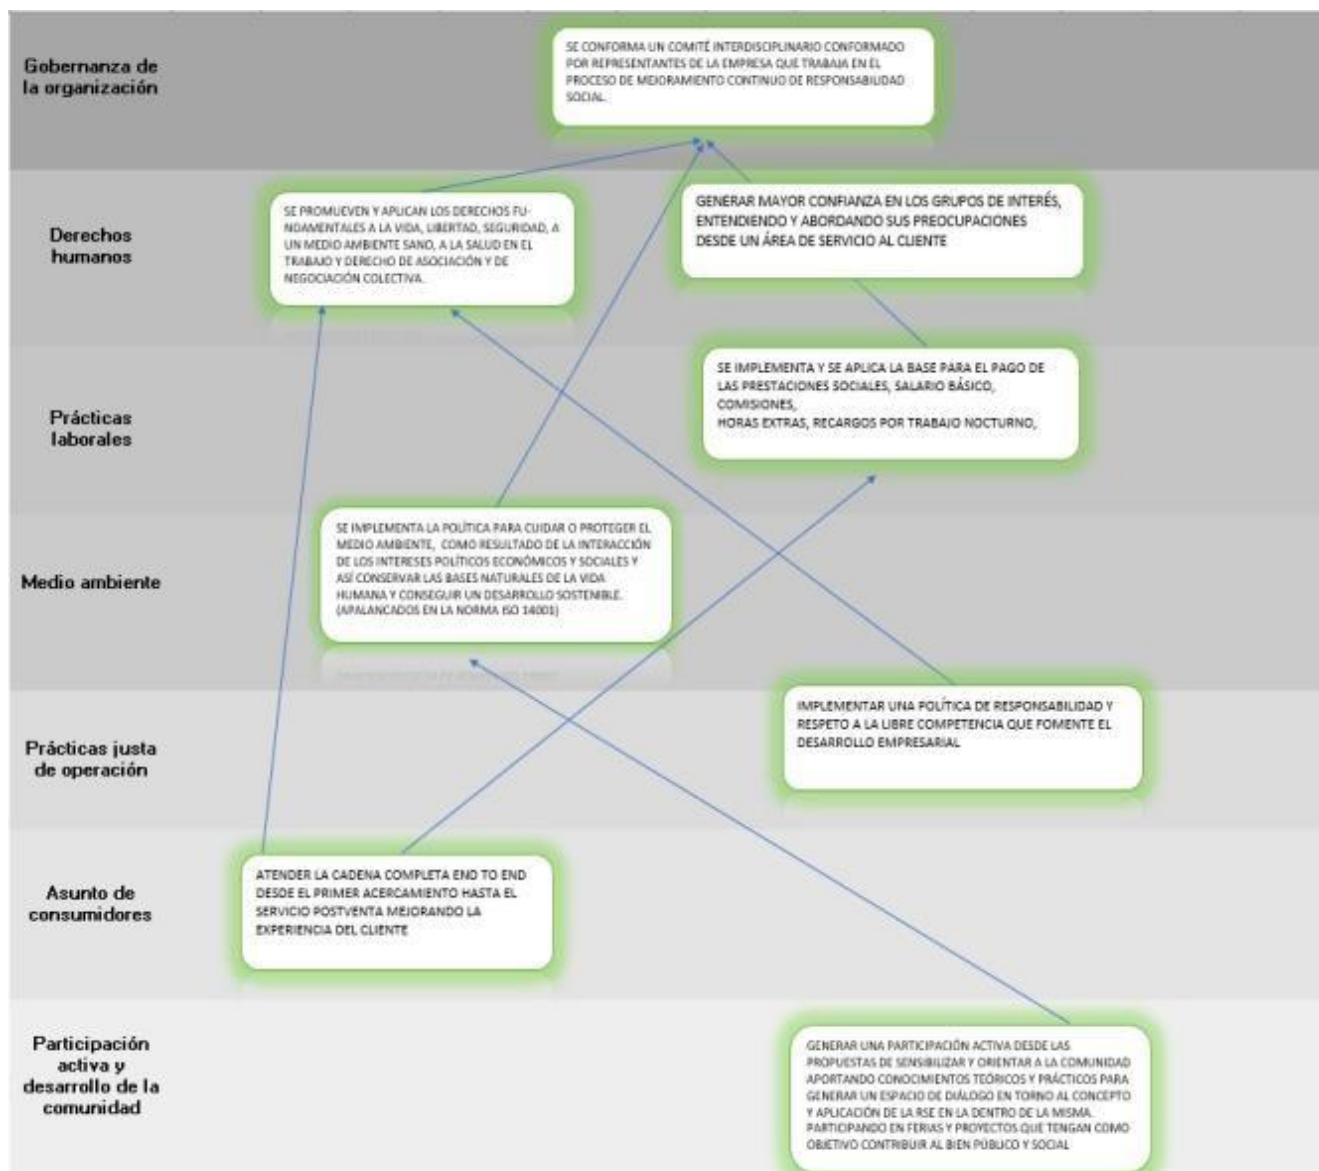 Gobernanza de
la organización
SE CONFORMA UN COMITÉ INTERDISCIPLINARIO CONFORMADO
POR REPRESENTANTES DE LA EMPRESA QUE TRABAJA EN EL
PROCESO DE MEJORAMIENTO CONTINUO DE RESPONSABILIDAD
SOCIAL.
Derechos
humanos
SE PROMUEVEN Y APLICAN LOS DERECHOS FU-
NDAMENTALES A LA VIDA, LIBERTAD, SEGURIDAD, A
UN MEDIO AMBIENTE SANO, A LA SALUD EN EL
TRABAJO Y DERECHO DE ASOCIACIÓN Y DE
NEGOCIACIÓN COLECTIVA.
GENERAR MAYOR CONFIANZA EN LOS GRUPOS DE INTERÉS,
ENTENDIENDO Y ABORDANDO SUS PREOCUPACIONES
DESDE UN ÁREA DE SERVICIO AL CLIENTE
Prácticas
laborales
SE IMPLEMENTA Y SE APLICA LA BASE PARA EL PAGO DE
LAS PRESTACIONES SOCIALES, SALARIO BÁSICO,
COMISIONES,
HORAS EXTRAS, RECARGOS POR TRABAJO NOCTURNO,
Medio ambiente
SE IMPLEMENTA LA POLÍTICA PARA CUIDAR O PROTEGER EL
MEDIO AMBIENTE, COMO RESULTADO DE LA INTERACCIÓN
DE LOS INTERESES POLÍTICOS ECONÓMICOS Y SOCIALES Y
ASÍ CONSERVAR LAS BASES NATURALES DE LA VIDA
HUMANA Y CONSEGUIR UN DESARROLLO SOSTENIBLE.
(APALANCADOS EN LA NORMA ISO 14001)
Prácticas justa
de operación
IMPLEMENTAR UNA POLÍTICA DE RESPONSABILIDAD Y
RESPETO A LA LIBRE COMPETENCIA QUE FOMENTE EL
DESARROLLO EMPRESARIAL
Asunto de
consumidores
ATENDER LA CADENA COMPLETA END TO END
DESDE EL PRIMER ACERCAMIENTO HASTA EL
SERVICIO POSTVENTA MEJORANDO LA
EXPERIENCIA DEL CLIENTE
Participación
activa y
desarrollo de la
comunidad
GENERAR UNA PARTICIPACIÓN ACTIVA DESDE LAS
PROPUESTAS DE SENSIBILIZAR Y ORIENTAR A LA COMUNIDAD
APORTANDO CONOCIMIENTOS TEÓRICOS Y PRÁCTICOS PARA
GENERAR UN ESPACIO DE DIÁLOGO EN TORNO AL CONCEPTO
Y APLICACIÓN DE LA RSE EN LA DENTRO DE LA MISMA.
PARTICIPANDO EN FERIAS Y PROYECTOS QUE TENGAN COMO
OBJETIVO CONTRIBUIR AL BIEN PÚBLICO Y SOCIAL